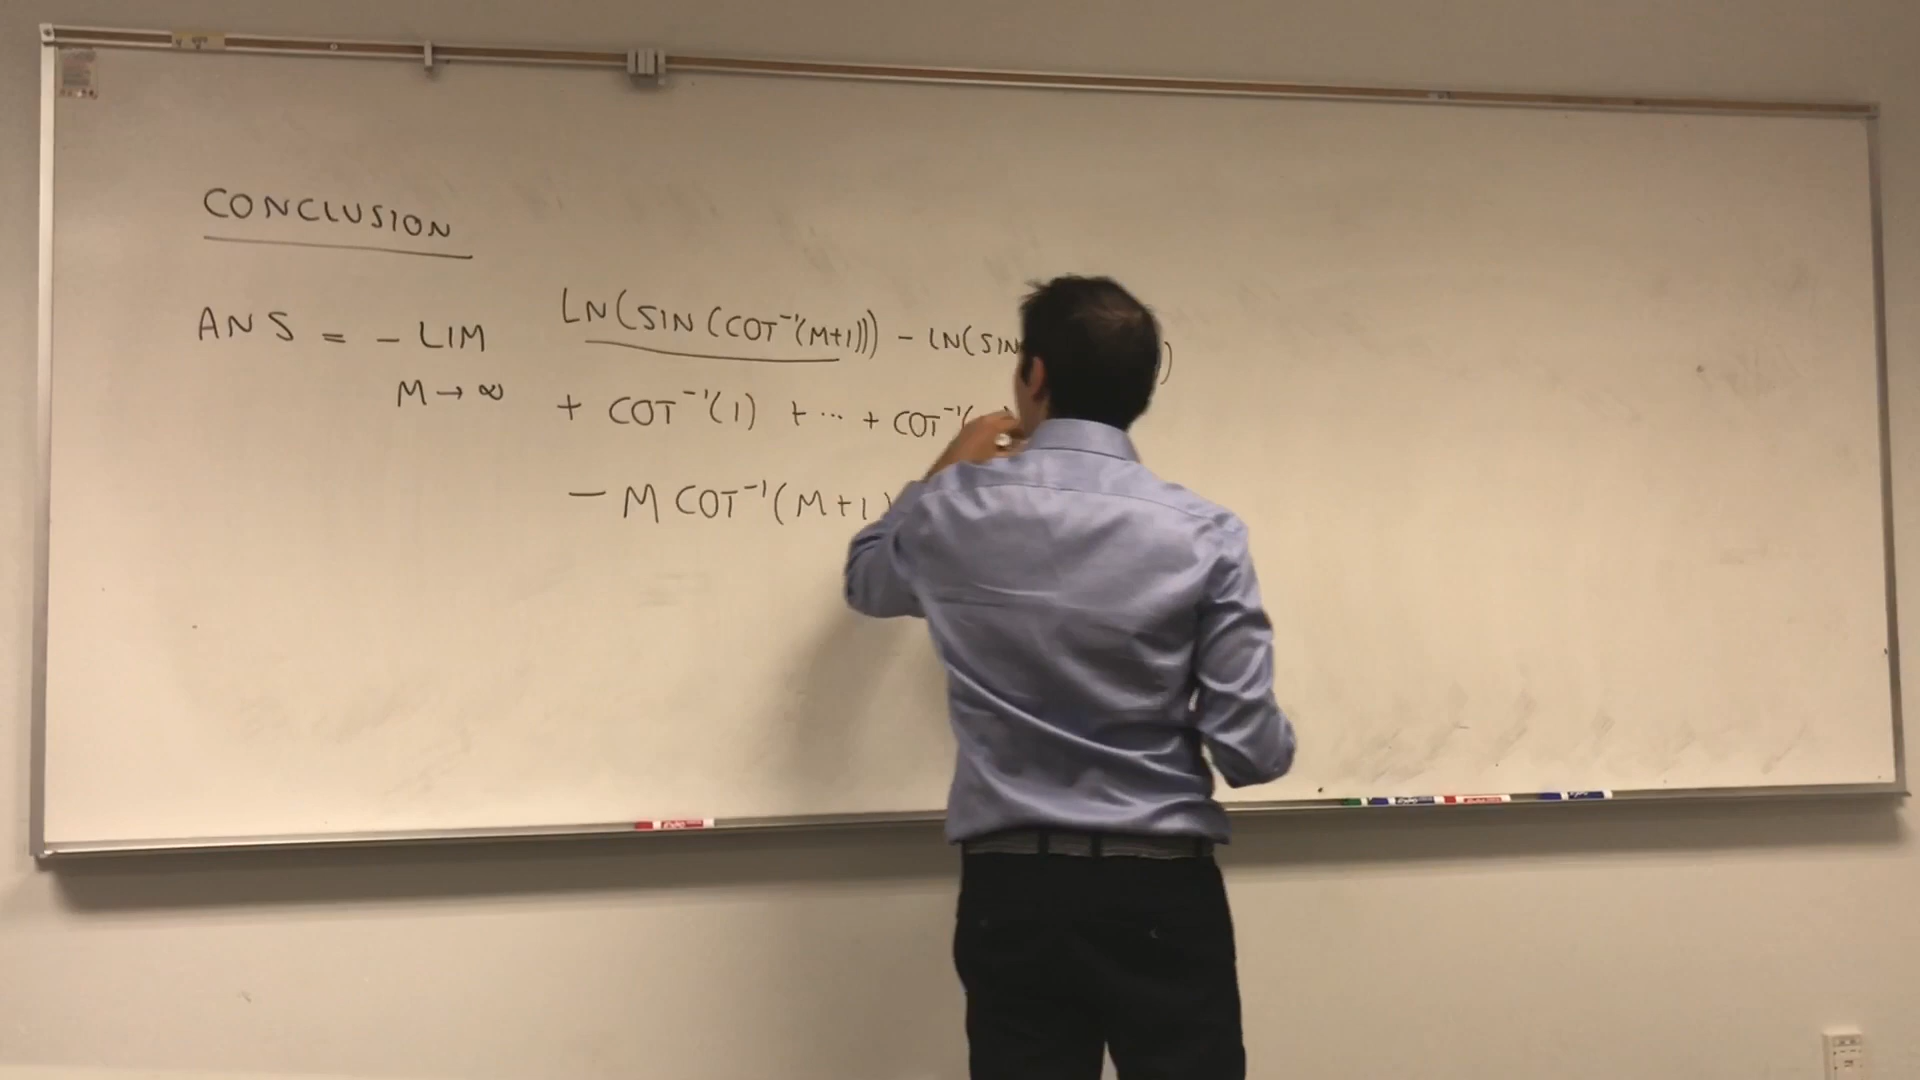 CONCLUSION
ANS = - LIM LN(SIN(COT⁻¹(M+1))) - LN(SIN )
M→∞ + COT⁻¹(1) + ... + COT⁻¹(
- M COT⁻¹(M+1)